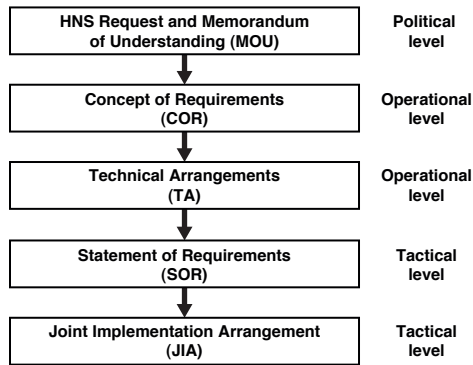 HNS Request and Memorandum
of Understanding (MOU)
Political
level
Concept of Requirements
(COR)
Operational
level
Technical Arrangements
(TA)
Operational
level
Statement of Requirements
(SOR)
Tactical
level
Joint Implementation Arrangement
(JIA)
Tactical
level